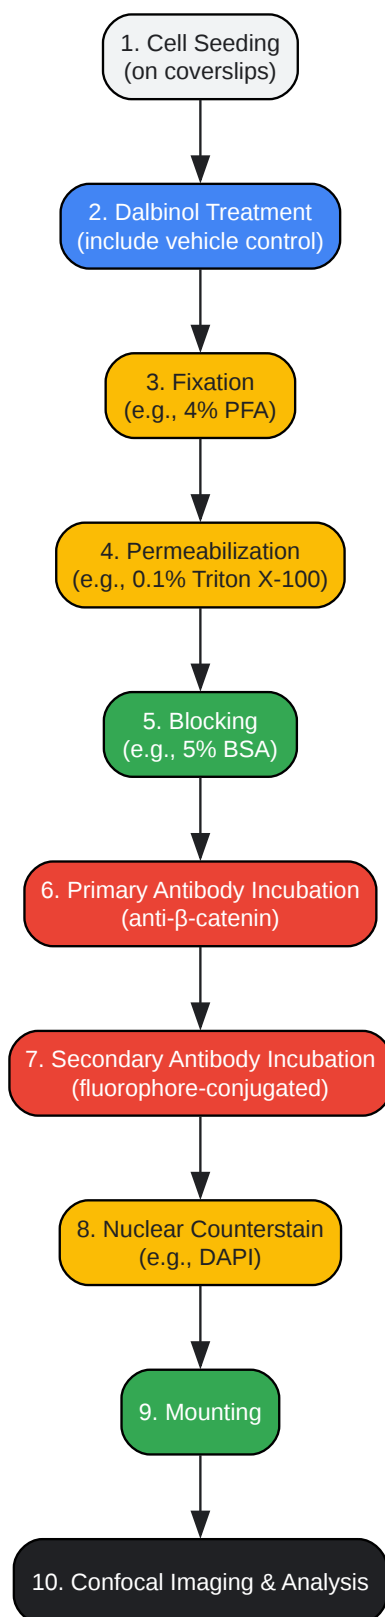 1. Cell Seeding
(on coverslips)
2. Dalbinol Treatment
(include vehicle control)
3. Fixation
(e.g., 4% PFA)
4. Permeabilization
(e.g., 0.1% Triton X-100)
5. Blocking
(e.g., 5% BSA)
6. Primary Antibody Incubation
(anti-β-catenin)
7. Secondary Antibody Incubation
(fluorophore-conjugated)
8. Nuclear Counterstain
(e.g., DAPI)
9. Mounting
10. Confocal Imaging & Analysis